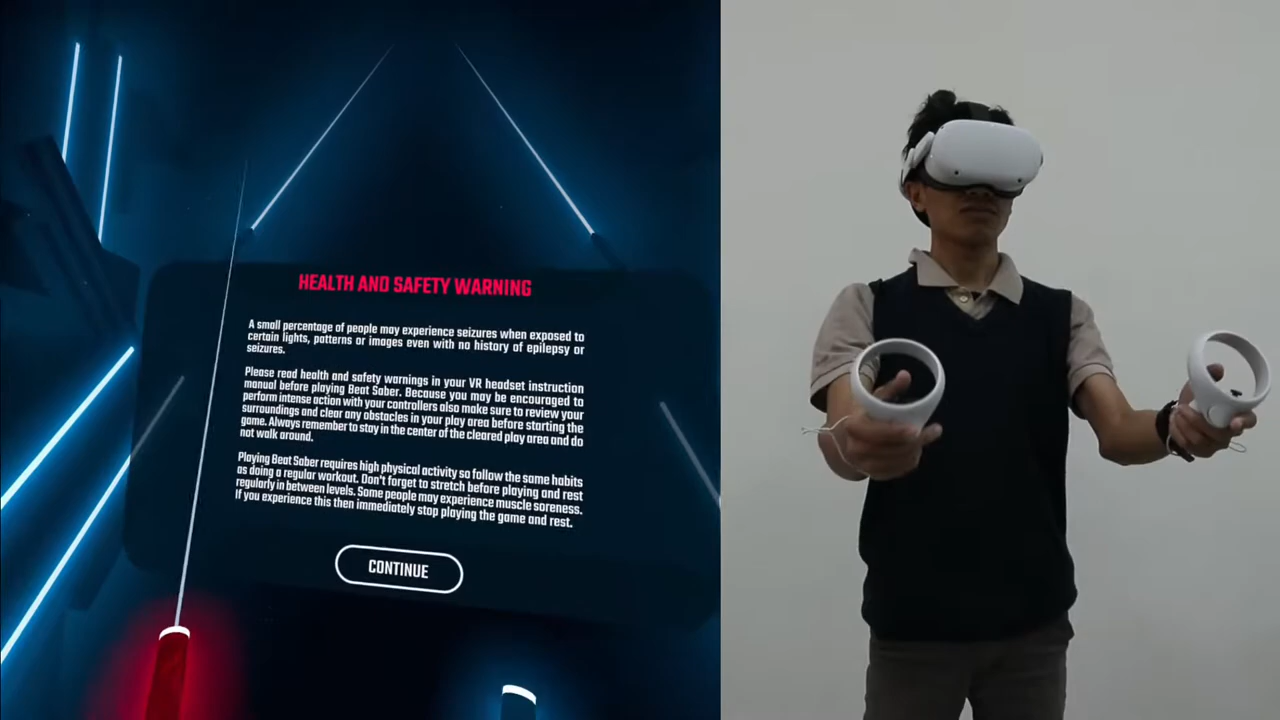 HEALTH AND SAFETY WARNING
A small percentage of people may experience seizures when exposed to
certain lights, patterns or images even with no history of epilepsy or
seizures.
Please read health and safety warnings in your VR headset instruction
manual before playing Beat Saber. Because you may be encouraged to
perform intense action with your controllers also make sure to review your
surroundings and clear any obstacles in your play area before starting the
game. Always remember to stay in the center of the cleared play area and do
not walk around.
Playing Beat Saber requires high physical activity so follow the same habits
as doing a regular workout. Don't forget to stretch before playing and rest
regularly in between levels. Some people may experience muscle soreness.
If you experience this then immediately stop playing the game and rest.
CONTINUE